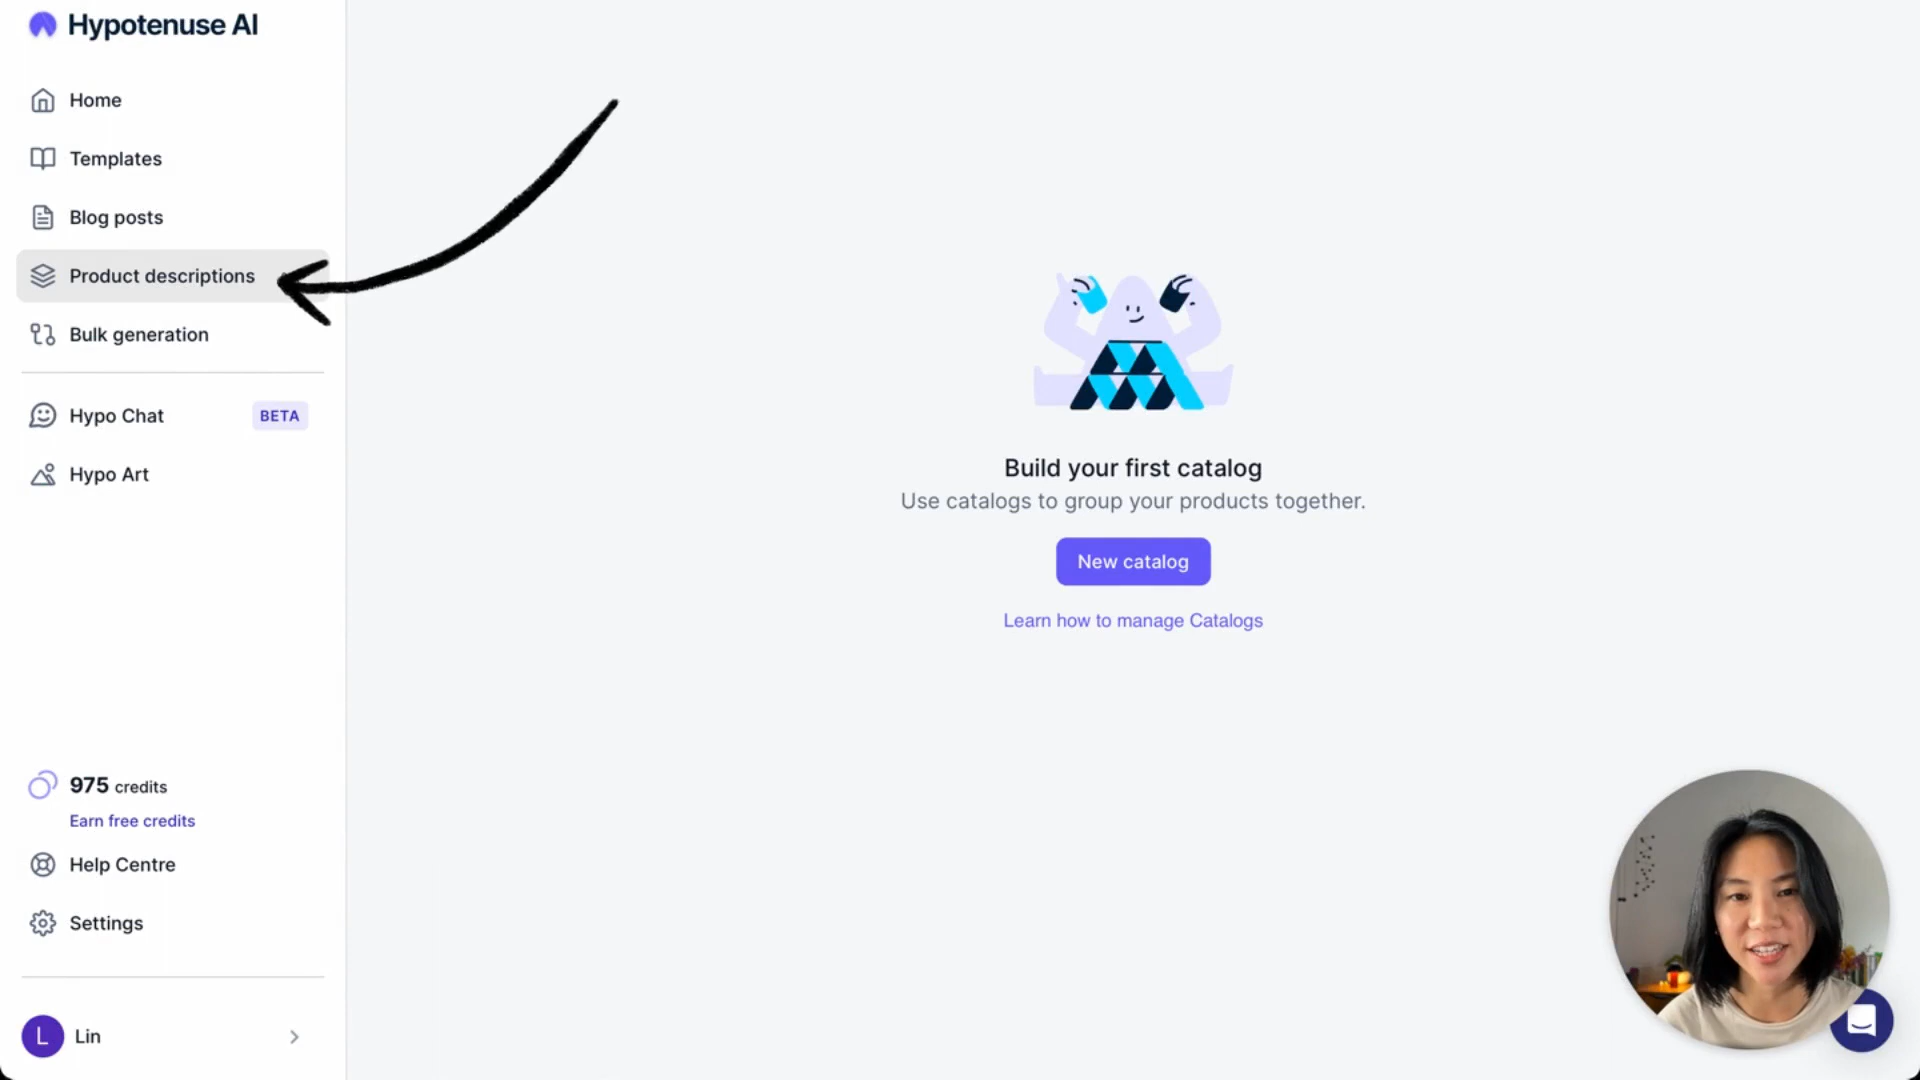 Hypotenuse AI
Home
Templates
Blog posts
Product descriptions
Bulk generation
Hypo Chat
BETA
Hypo Art
975 credits
Earn free credits
Help Centre
Settings
L
Lin
Build your first catalog
Use catalogs to group your products together.
New catalog
Learn how to manage Catalogs